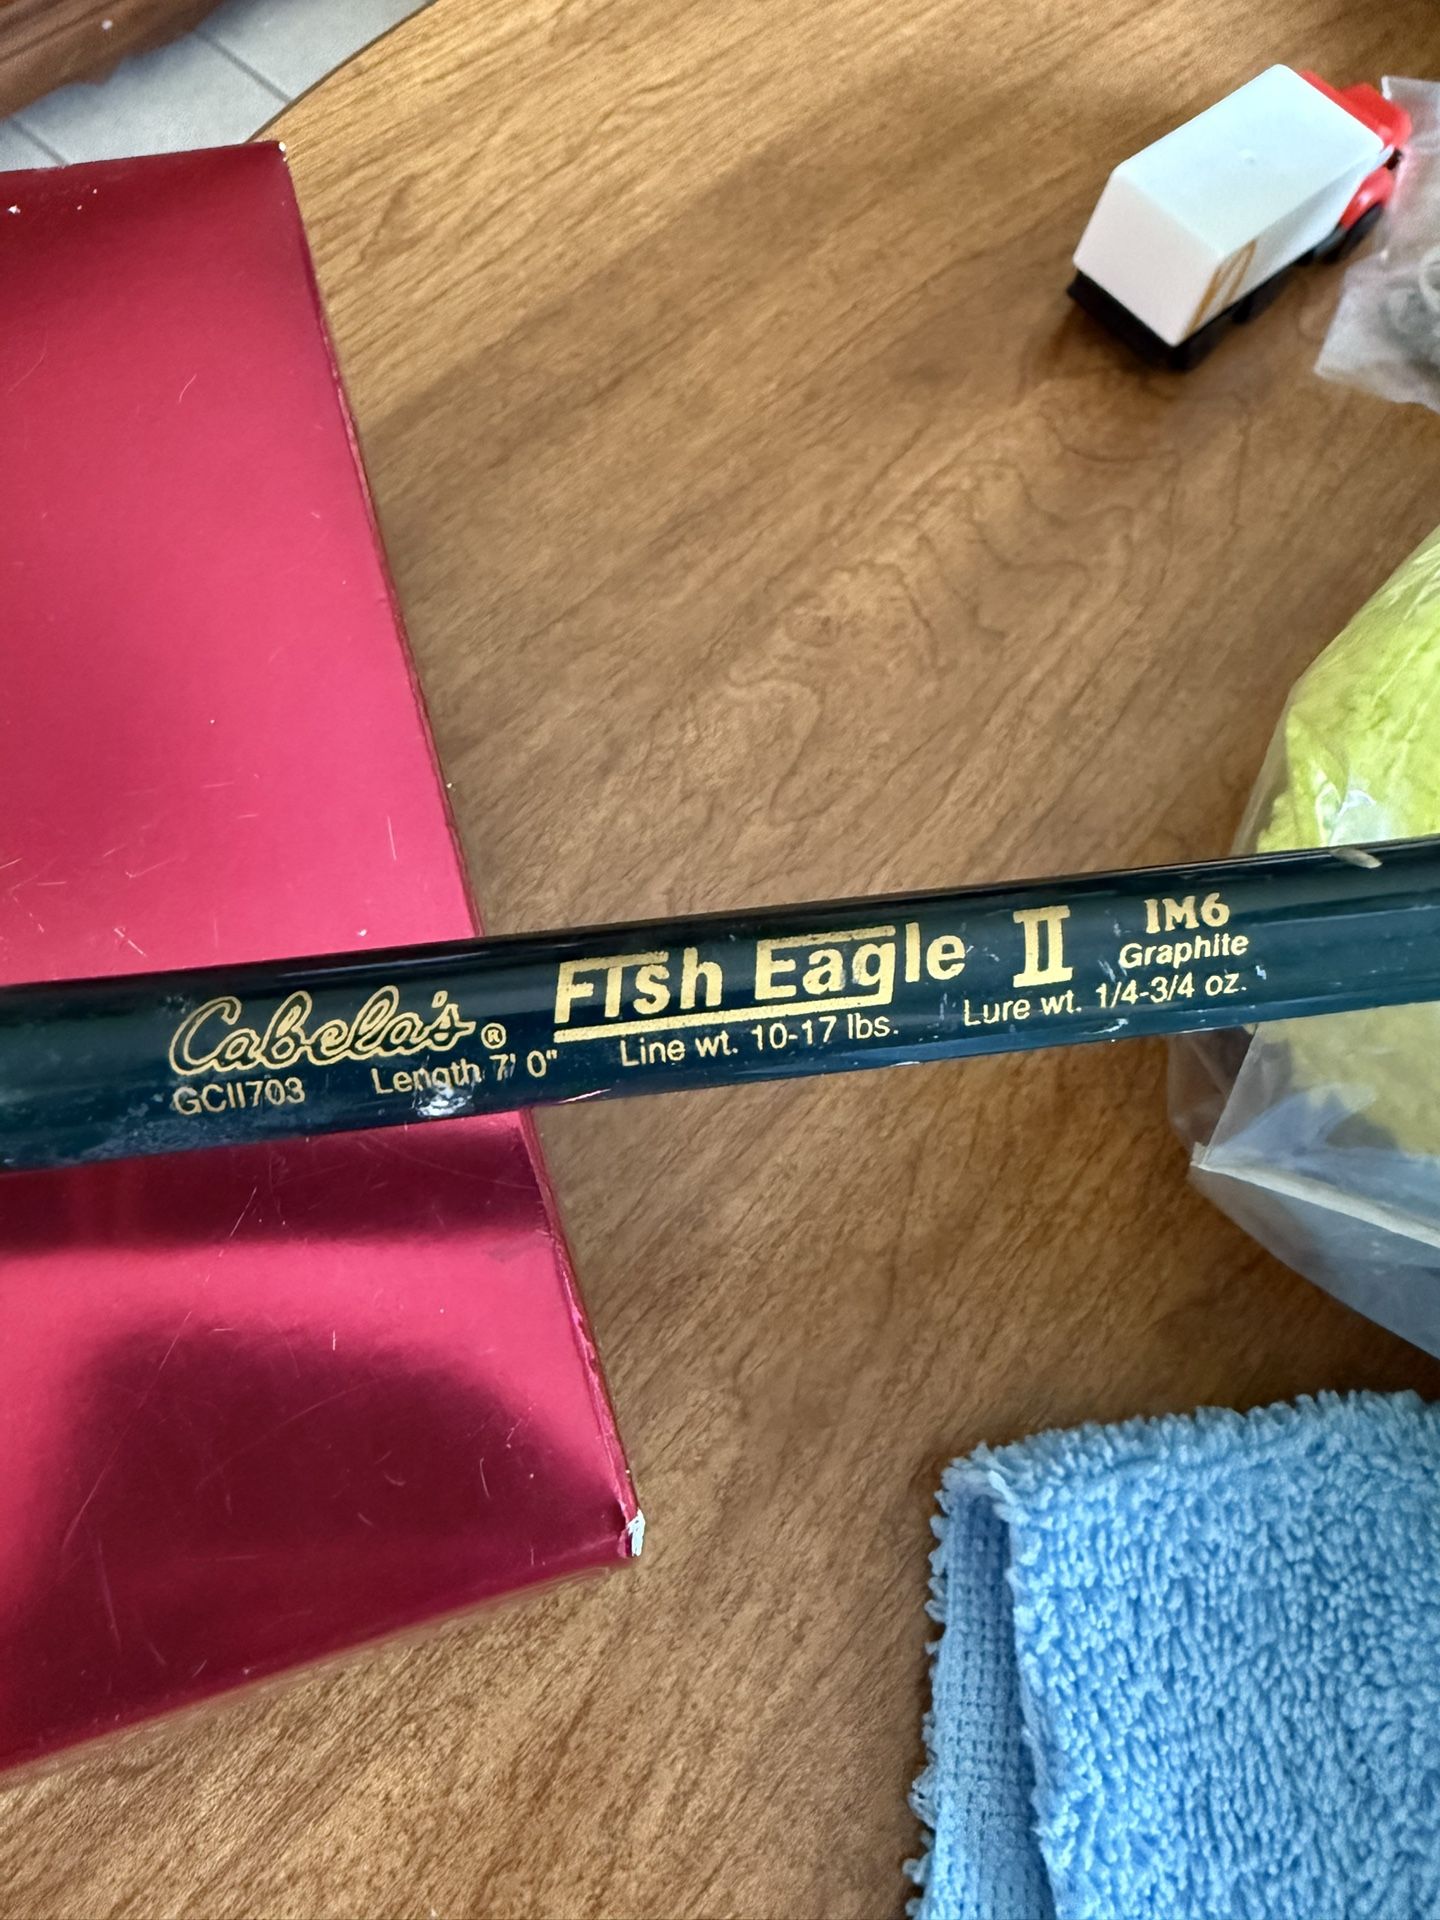 Cabela's® Fish Eagle II IM6
Graphite
GCII703 Length 7' 0" Line wt. 10-17 lbs. Lure wt. 1/4-3/4 oz.